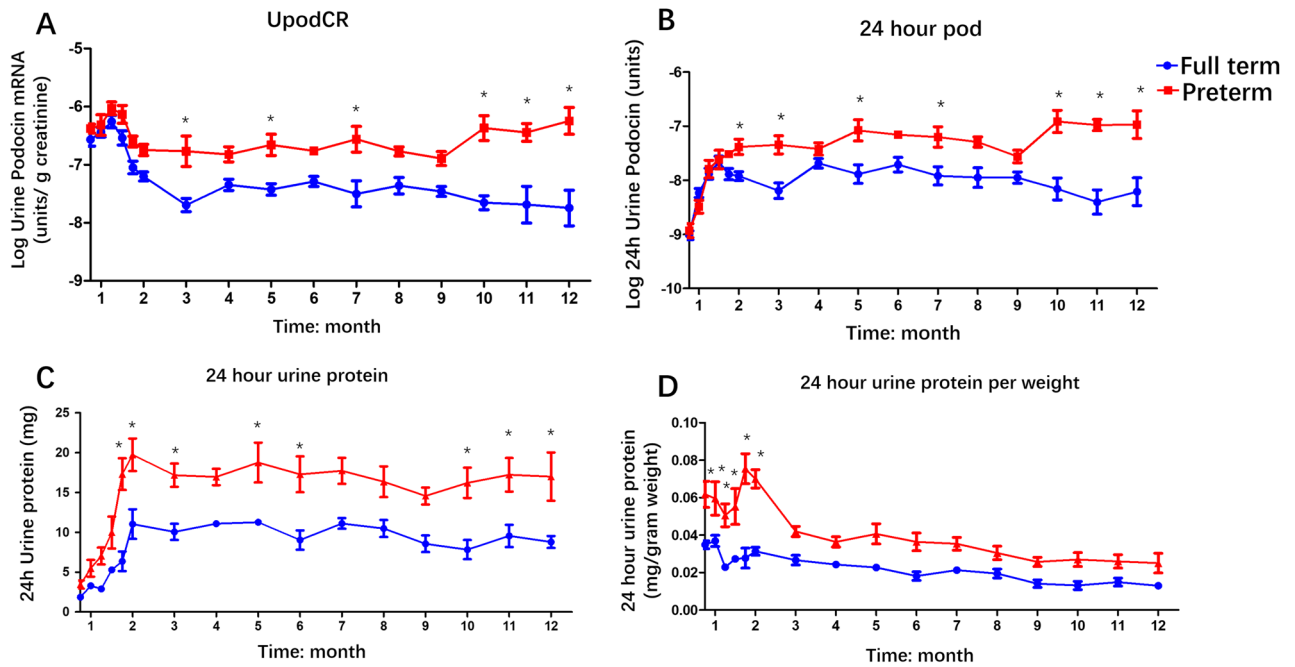 A
UpodCR
Log Urine Podocin mRNA
(units/ g creatinine)
-5
-6
-7
-8
-9
* * * * * *
1 2 3 4 5 6 7 8 9 10 11 12
Time: month
B
24 hour pod
Log 24h Urine Podocin (units)
-6
-7
-8
-9
-10
* * * * * * *
1 2 3 4 5 6 7 8 9 10 11 12
Time: month
Full term
Preterm
C
24 hour urine protein
24h Urine protein (mg)
25
20
15
10
5
0
* * * * * * * *
1 2 3 4 5 6 7 8 9 10 11 12
Time: month
D
24 hour urine protein per weight
24 hour urine protein
(mg/gram weight)
0.10
0.08
0.06
0.04
0.02
0.00
* * * * * *
1 2 3 4 5 6 7 8 9 10 11 12
Time: month